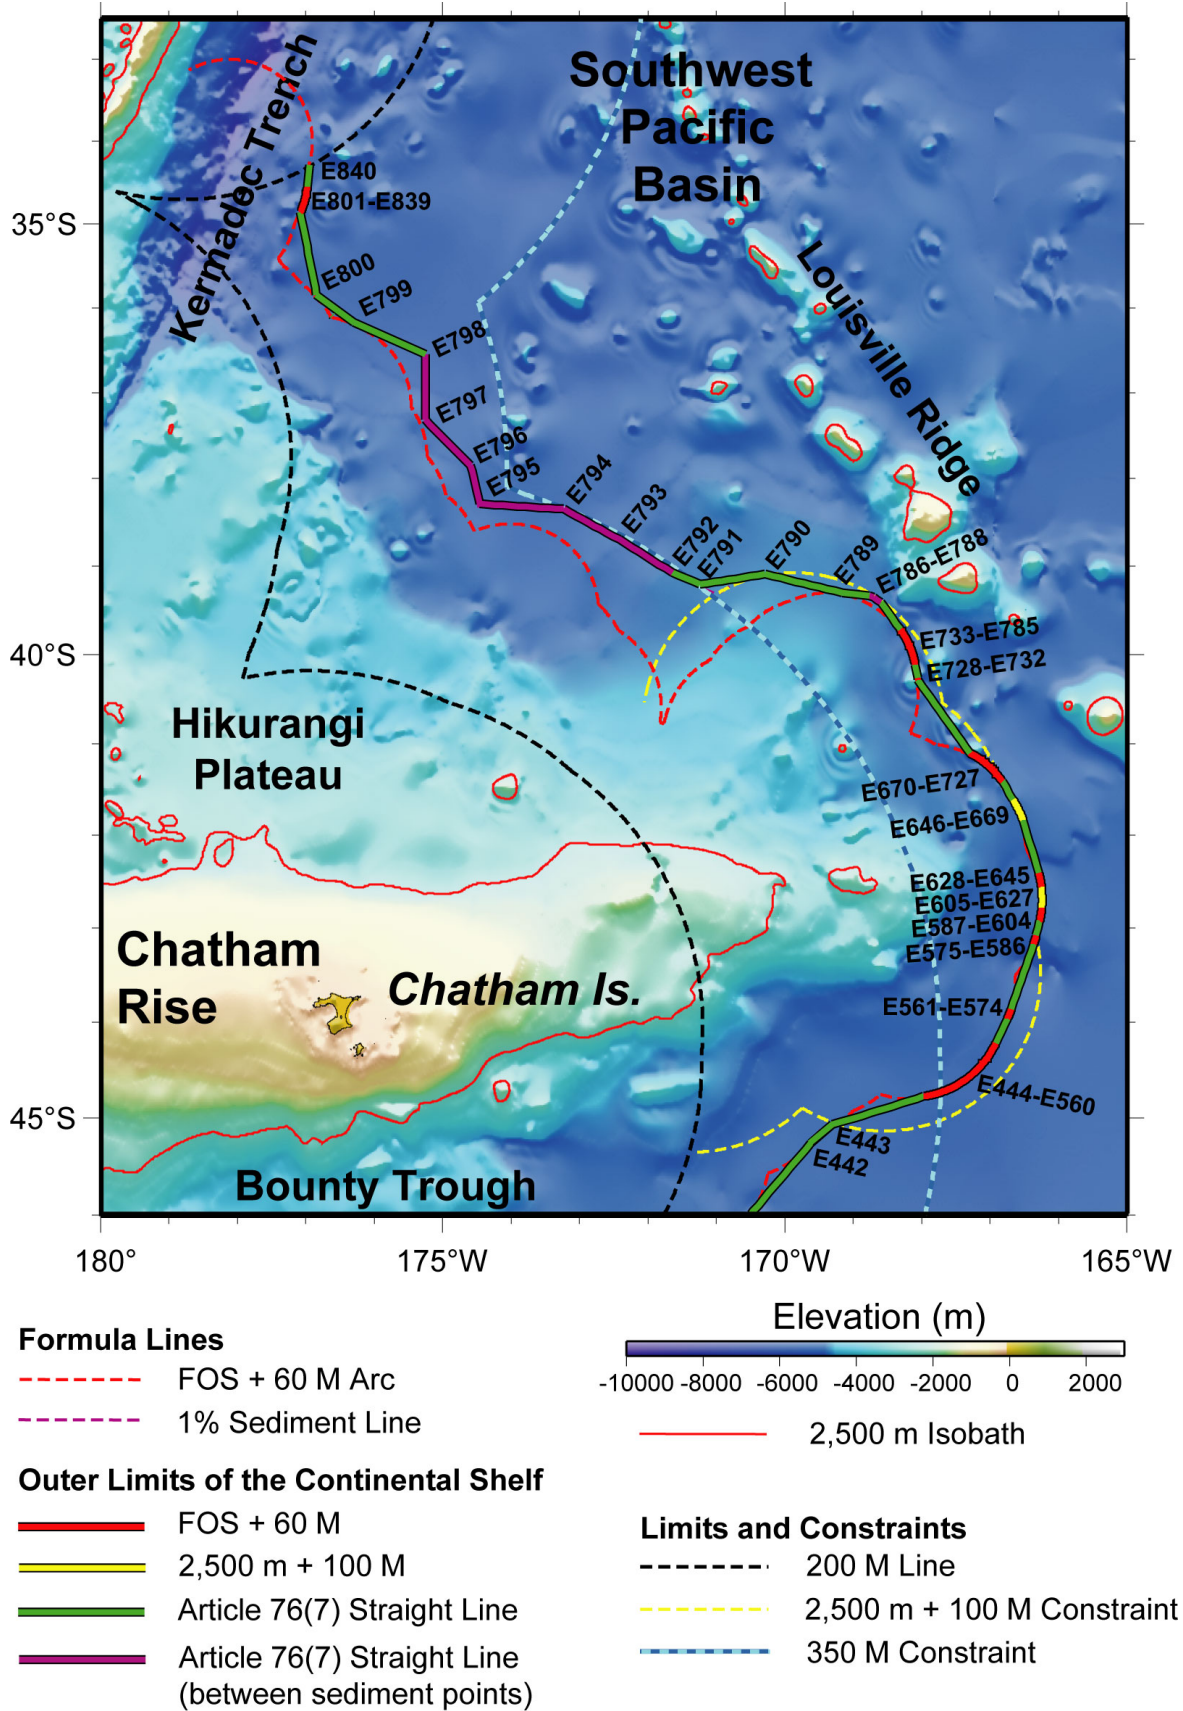 Southwest
Pacific
Basin
Kermadec Trench
Louisville Ridge
E840
E801-E839
E800
E799
E798
E797
E796
E795
E794
E793
E792
E791
E790
E789
E786-E788
E733-E785
E728-E732
E670-E727
E646-E669
E628-E645
E605-E627
E587-E604
E575-E586
E561-E574
E444-E560
E443
E442
Hikurangi
Plateau
Chatham
Rise
Chatham Is.
Bounty Trough
35°S
40°S
45°S
180°
175°W
170°W
165°W
Formula Lines
FOS + 60 M Arc
1% Sediment Line
Outer Limits of the Continental Shelf
FOS + 60 M
2,500 m + 100 M
Article 76(7) Straight Line
Article 76(7) Straight Line
(between sediment points)
Elevation (m)
-10000 -8000 -6000 -4000 -2000 0 2000
2,500 m Isobath
Limits and Constraints
200 M Line
2,500 m + 100 M Constraint
350 M Constraint